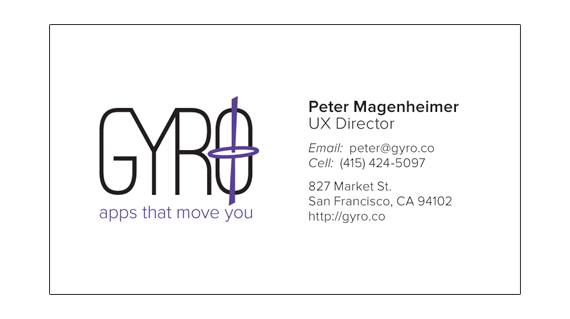 GYRO
apps that move you
Peter Magenheimer
UX Director
Email: peter@gyro.co
Cell: (415) 424-5097
827 Market St.
San Francisco, CA 94102
http://gyro.co